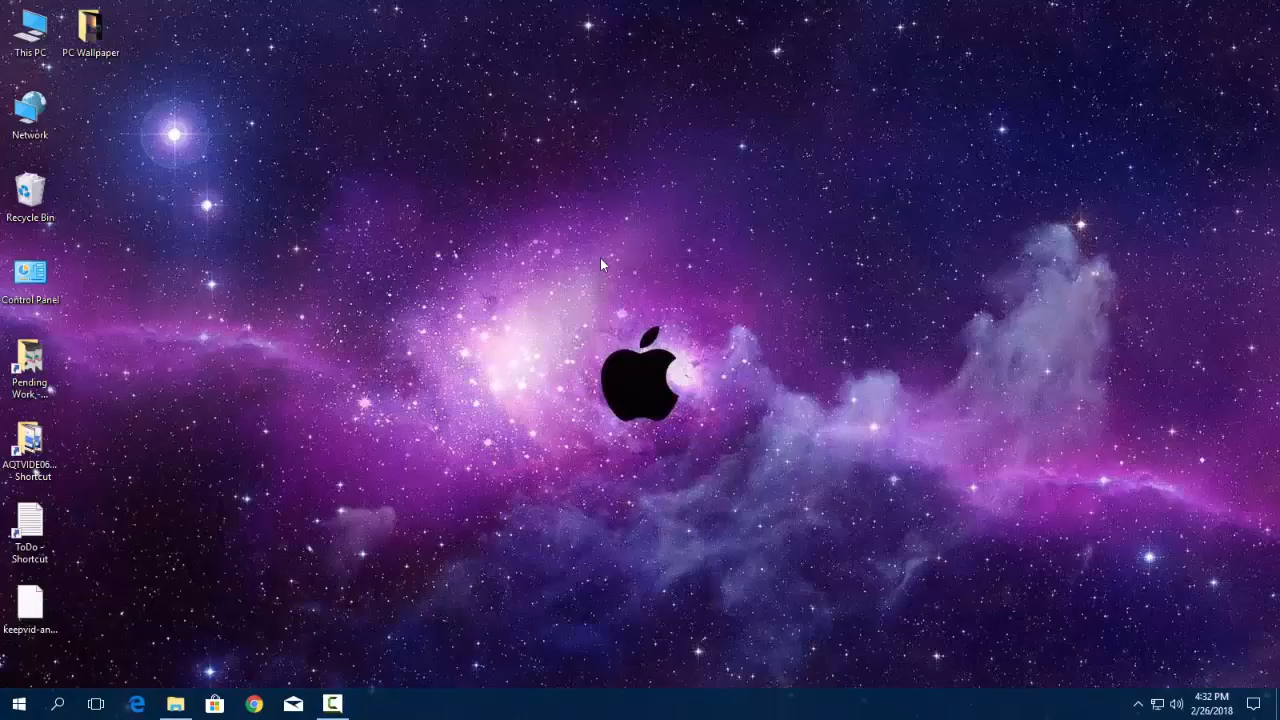 This PC
PC Wallpaper
Network
Recycle Bin
Control Panel
Pending
Work,-...
AQTVIDE06...
- Shortcut
ToDo -
Shortcut
keepvid-an...
4:32 PM
2/26/2018